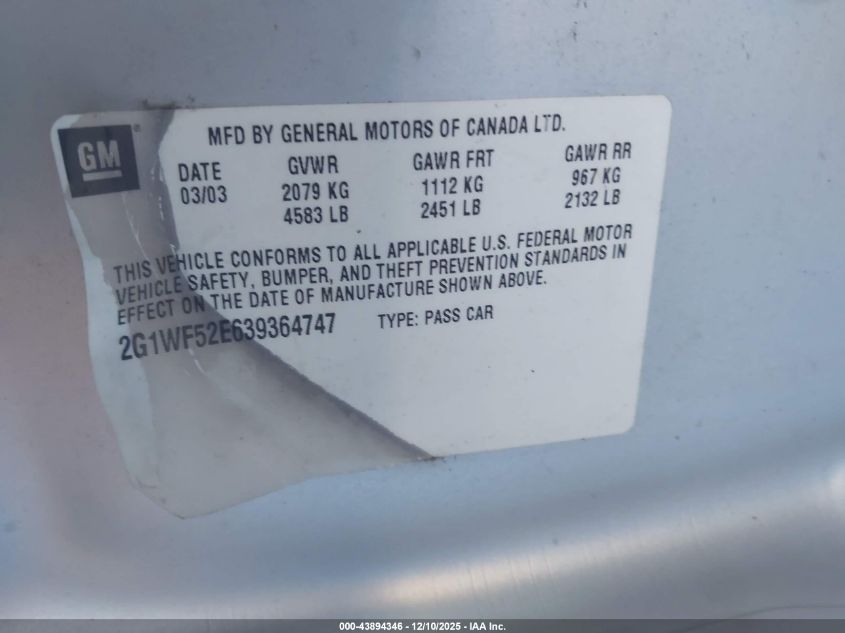 GM
MFD BY GENERAL MOTORS OF CANADA LTD.
DATE GVWR GAWR FRT GAWR RR
03/03 2079 KG 1112 KG 967 KG
4583 LB 2451 LB 2132 LB
THIS VEHICLE CONFORMS TO ALL APPLICABLE U.S. FEDERAL MOTOR
VEHICLE SAFETY, BUMPER, AND THEFT PREVENTION STANDARDS IN
EFFECT ON THE DATE OF MANUFACTURE SHOWN ABOVE.
2G1WF52E639364747 TYPE: PASS CAR
000-43894346 - 12/10/2025 - IAA Inc.